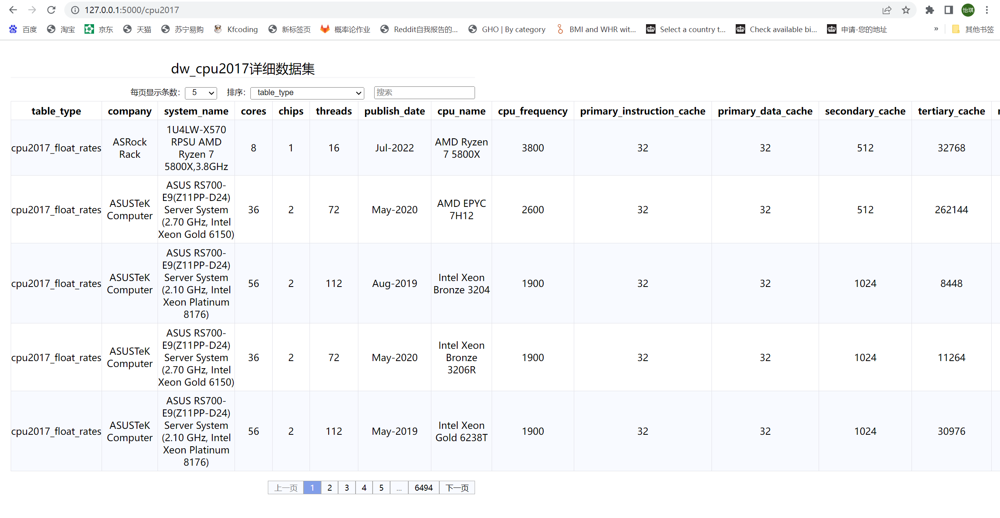 127.0.0.1:5000/cpu2017
怡琪
百度 淘宝 京东 天猫 苏宁易购 Kfcoding 新标签页 概率论作业 Reddit自我报告的... GHO | By category BMI and WHR wit... Select a country t... Check available bi... 申请-您的地址 » 其他书签
dw_cpu2017详细数据集
每页显示条数: 5 排序: table_type 搜索
table_type company system_name cores chips threads publish_date cpu_name cpu_frequency primary_instruction_cache primary_data_cache secondary_cache tertiary_cache
cpu2017_float_rates
ASRock
Rack
1U4LW-X570
RPSU AMD
Ryzen 7
5800X,3.8GHz
8 1 16 Jul-2022
AMD Ryzen
7 5800X
3800 32 32 512 32768
cpu2017_float_rates
ASUSTeK
Computer
ASUS RS700-
E9(Z11PP-D24)
Server System
(2.70 GHz, Intel
Xeon Gold 6150)
36 2 72 May-2020
AMD EPYC
7H12
2600 32 32 512 262144
cpu2017_float_rates
ASUSTeK
Computer
ASUS RS700-
E9(Z11PP-D24)
Server System
(2.10 GHz, Intel
Xeon Platinum
8176)
56 2 112 Aug-2019
Intel Xeon
Bronze 3204
1900 32 32 1024 8448
cpu2017_float_rates
ASUSTeK
Computer
ASUS RS700-
E9(Z11PP-D24)
Server System
(2.70 GHz, Intel
Xeon Gold 6150)
36 2 72 May-2020
Intel Xeon
Bronze
3206R
1900 32 32 1024 11264
cpu2017_float_rates
ASUSTeK
Computer
ASUS RS700-
E9(Z11PP-D24)
Server System
(2.10 GHz, Intel
Xeon Platinum
8176)
56 2 112 May-2019
Intel Xeon
Gold 6238T
1900 32 32 1024 30976
上一页 1 2 3 4 5 ... 6494 下一页